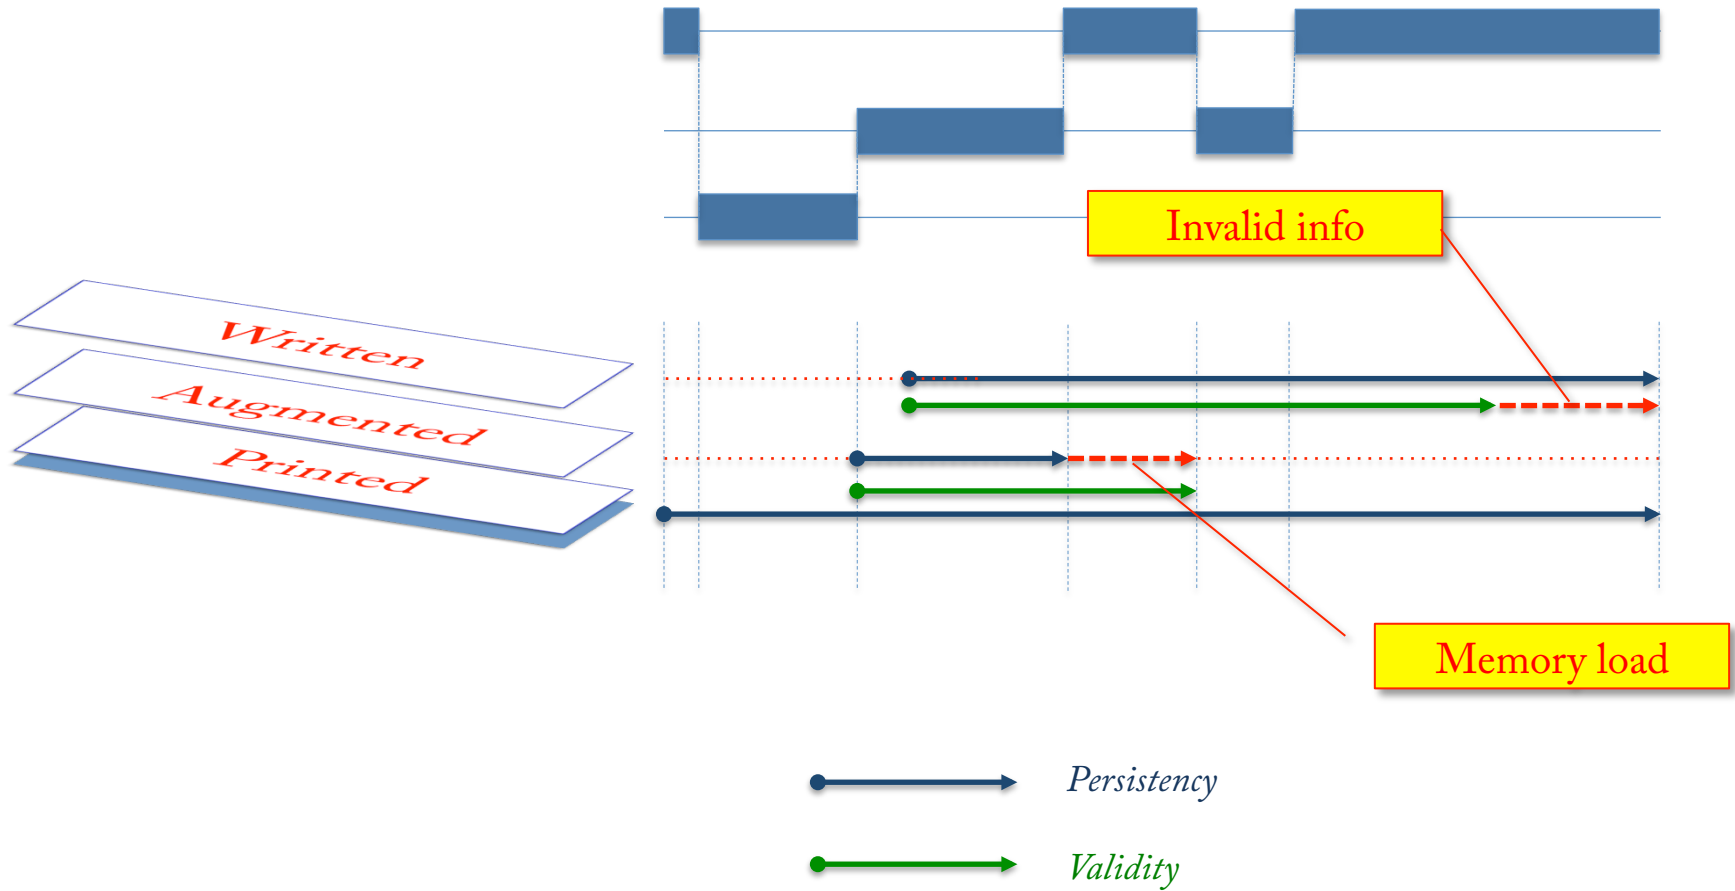 Invalid info
Written
Augmented
Printed
Memory load
Persistency
Validity